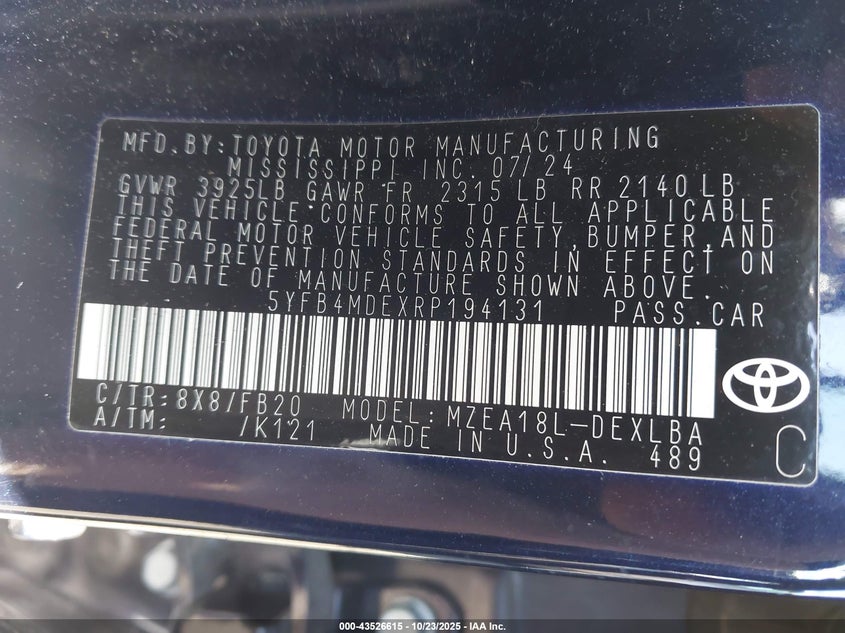 MFD.BY:TOYOTA MOTOR MANUFACTURING
MISSISSIPPI INC. 07/24
GVWR 3925LB GAWR FR 2315 LB RR 2140 LB
THIS VEHICLE CONFORMS TO ALL APPLICABLE
FEDERAL MOTOR VEHICLE SAFETY,BUMPER,AND
THEFT PREVENTION STANDARDS IN EFFECT ON
THE DATE OF MANUFACTURE SHOWN ABOVE.
5YFB4MDEXRP194131 PASS.CAR
C/TR:8X8/FB20 MODEL:MZEA18L-DEXLBA
A/TM: /K121 MADE IN U.S.A. 489 C
000-43526615 - 10/23/2025 - IAA Inc.